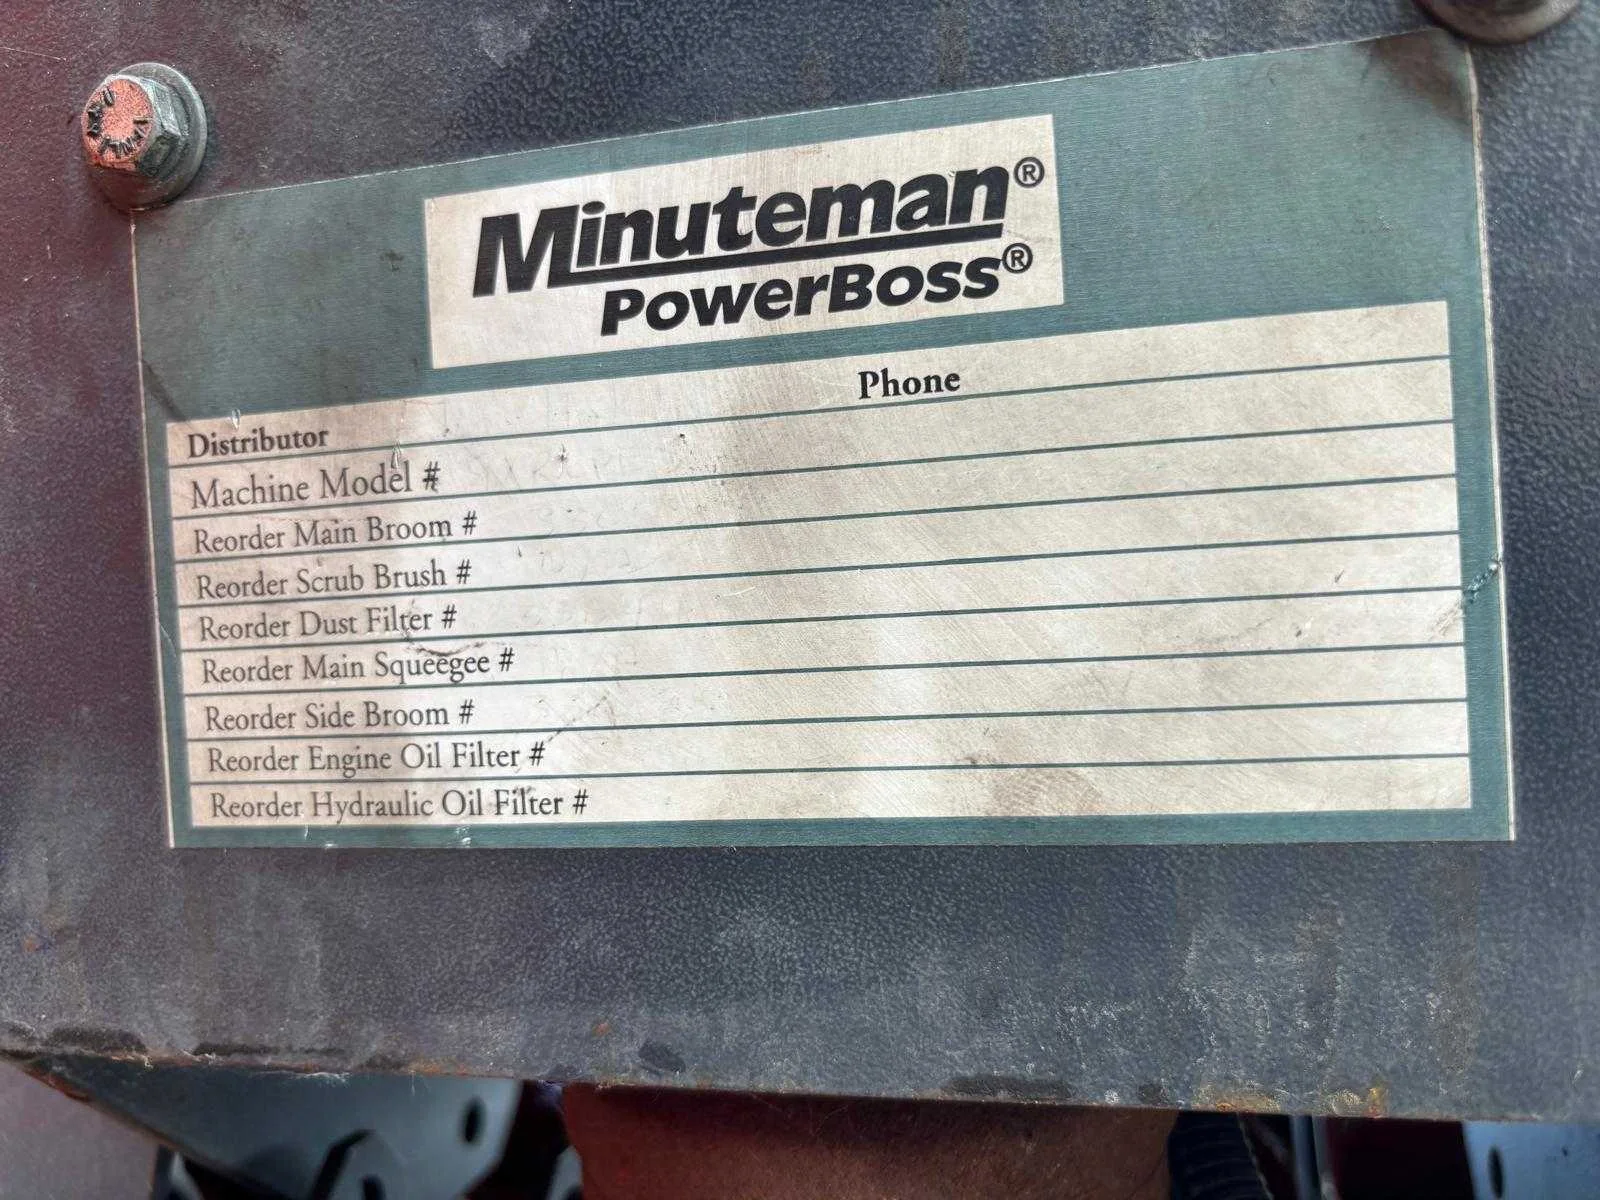 Minuteman®
PowerBoss®
Distributor Phone
Machine Model #
Reorder Main Broom #
Reorder Scrub Brush #
Reorder Dust Filter #
Reorder Main Squeegee #
Reorder Side Broom #
Reorder Engine Oil Filter #
Reorder Hydraulic Oil Filter #